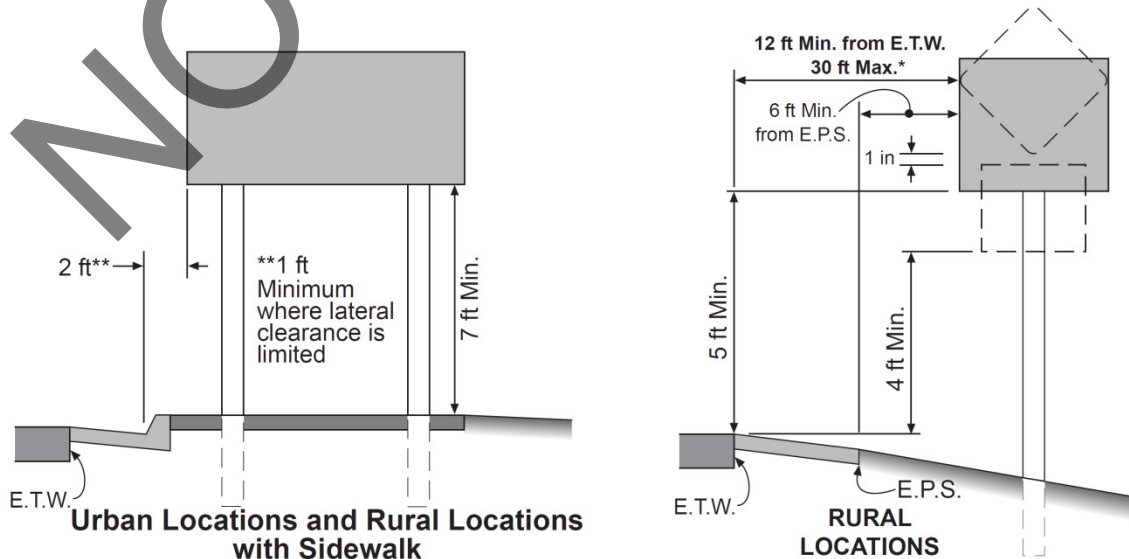 NO
2 ft**
**1 ft
Minimum
where lateral
clearance is
limited
7 ft Min.
E.T.W.
Urban Locations and Rural Locations
with Sidewalk
12 ft Min. from E.T.W.
30 ft Max.*
6 ft Min.
from E.P.S.
1 in
5 ft Min.
4 ft Min.
E.T.W.
E.P.S.
RURAL
LOCATIONS